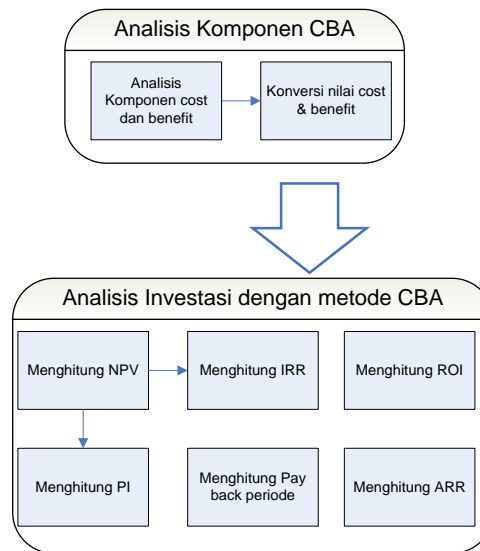 Analisis Komponen CBA
Analisis
Komponen cost
dan benefit
Konversi nilai cost
& benefit
Analisis Investasi dengan metode CBA
Menghitung NPV
Menghitung IRR
Menghitung ROI
Menghitung PI
Menghitung Pay
back periode
Menghitung ARR